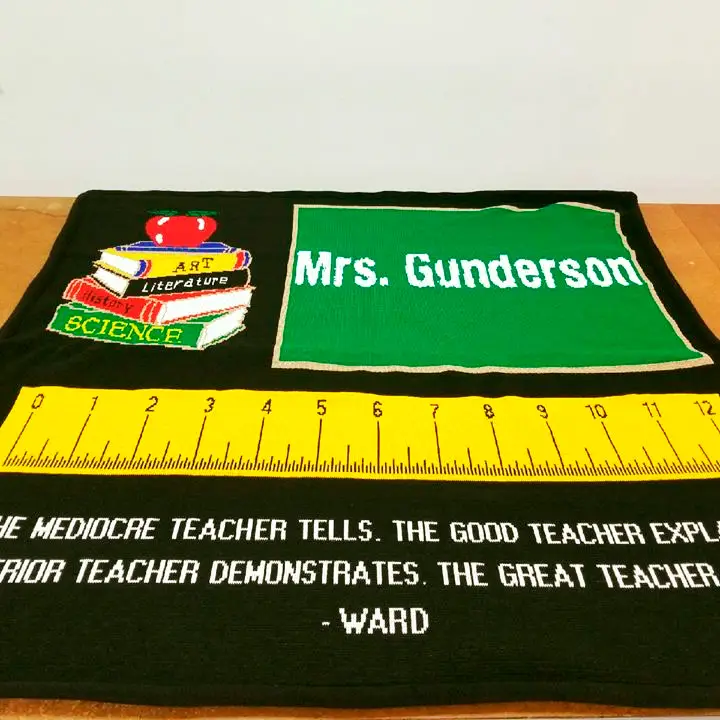 ART
Literature
History
SCIENCE
Mrs. Gunderson
0 1 2 3 4 5 6 7 8 9 10 11 12
HE MEDIOCRE TEACHER TELLS. THE GOOD TEACHER EXPLA
RIOR TEACHER DEMONSTRATES. THE GREAT TEACHER
- WARD